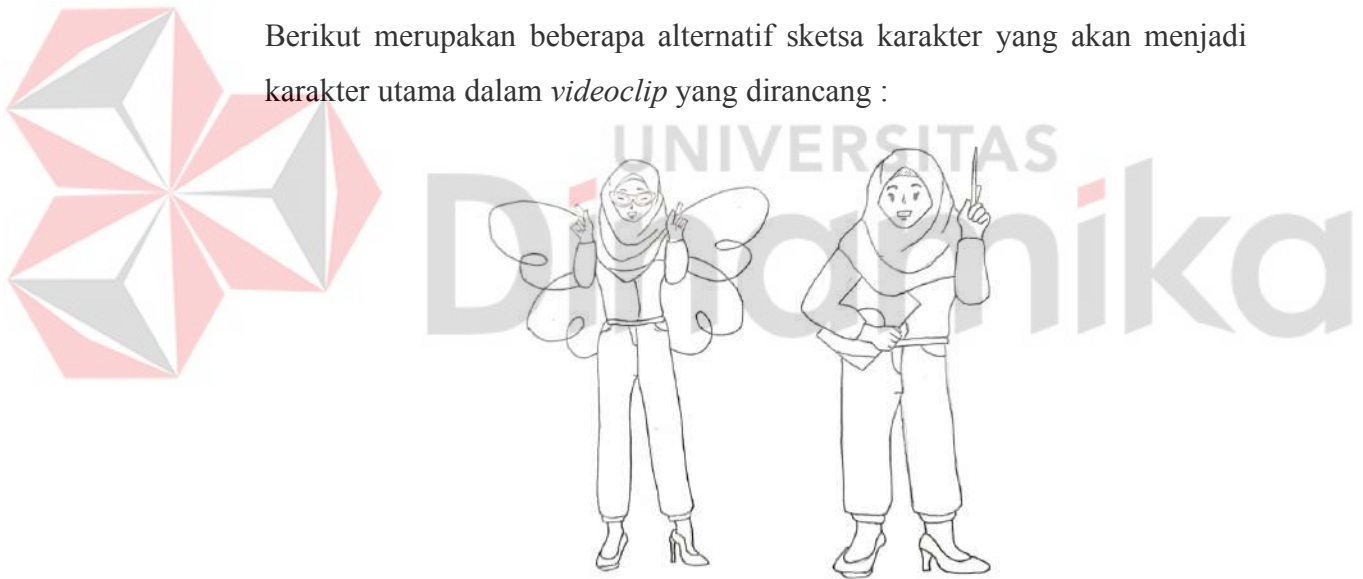 Berikut merupakan beberapa alternatif sketsa karakter yang akan menjadi
karakter utama dalam videoclip yang dirancang :
UNIVERSITAS
Dinamika